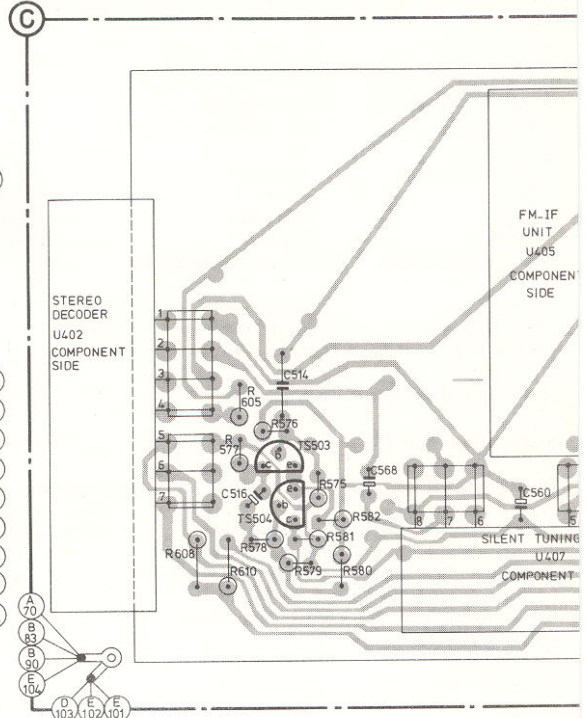 C
FM-IF
UNIT
U405
COMPONEN
SIDE
STEREO
DECODER
U402
COMPONENT
SIDE
1
2
3
4
5
6
7
C514
R
605
R576
R
577
TS503
b
c
e
R575
C568
C516
e
b
c
TS504
R582
C560
8
7
6
5
R608
R578
R581
R579
R580
R610
SILENT TUNING
U407
COMPONENT
A
70
B
83
B
90
E
104
D
103
E
102
E
101